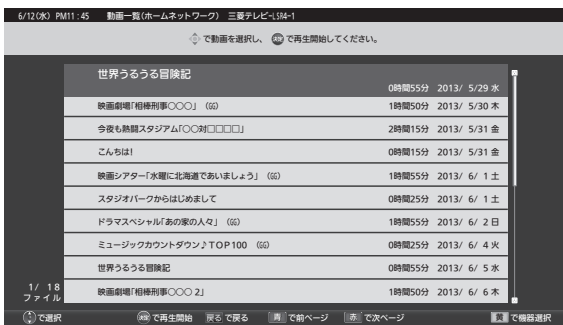 6/12(水) PM11:45 動画一覧(ホームネットワーク) 三菱テレビ-LSR4-1
で動画を選択し、 決定 で再生開始してください。
世界うるうる冒険記
0時間55分 2013/ 5/29 水
映画劇場「相棒刑事○○○」 (GG) 1時間50分 2013/ 5/30 木
今夜も熱闘スタジアム「○○対□□□□」 2時間15分 2013/ 5/31 金
こんちは! 0時間15分 2013/ 5/31 金
映画シアター「水曜に北海道であいましょう」 (GG) 1時間55分 2013/ 6/ 1 土
スタジオパークからはじめまして 0時間25分 2013/ 6/ 1 土
ドラマスペシャル「あの家の人々」 (GG) 1時間55分 2013/ 6/ 2 日
ミュージックカウントダウン♪TOP100 (GG) 0時間25分 2013/ 6/ 4 火
世界うるうる冒険記 0時間55分 2013/ 6/ 5 水
映画劇場「相棒刑事○○○ 2」 1時間50分 2013/ 6/ 6 木
1/ 18
ファイル
で選択 決定 で再生開始 戻る で戻る 青 で前ページ 赤 で次ページ 黄 で機器選択